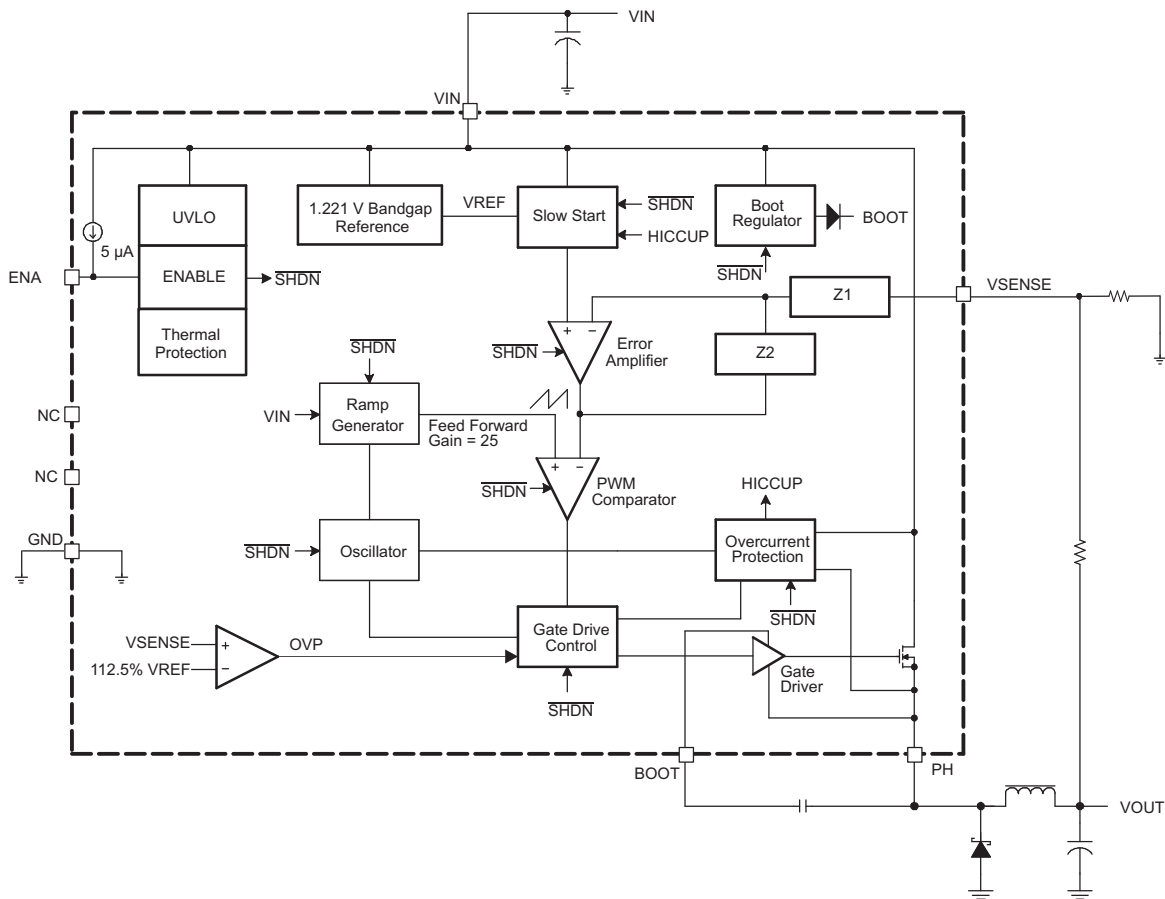 VIN
VIN
UVLO
1.221 V Bandgap
Reference
VREF
Slow Start
SHDN
HICCUP
Boot
Regulator
BOOT
SHDN
5 µA
ENA
ENABLE
SHDN
Thermal
Protection
Z1
VSENSE
Z2
+
−
SHDN
Error
Amplifier
SHDN
VIN
Ramp
Generator
Feed Forward
Gain = 25
NC
NC
+
−
SHDN
PWM
Comparator
HICCUP
GND
SHDN
Oscillator
Overcurrent
Protection
SHDN
VSENSE
+
112.5% VREF
−
OVP
Gate Drive
Control
SHDN
Gate
Driver
BOOT
PH
VOUT